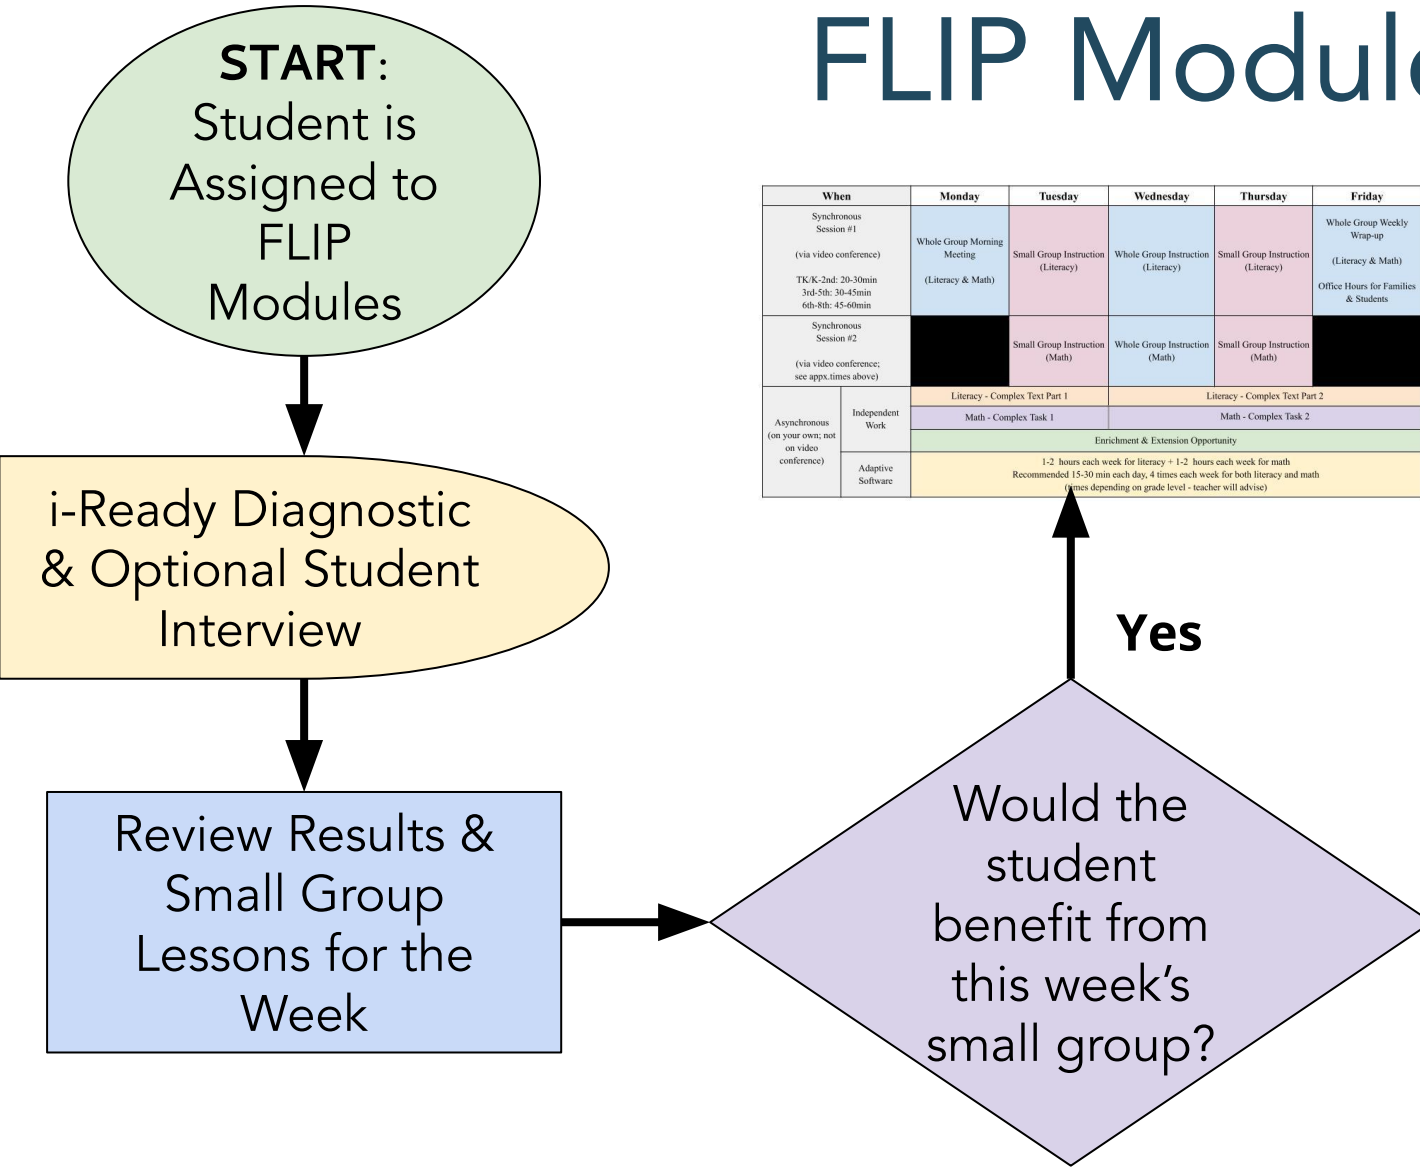 FLIP Module
START:
Student is
Assigned to
FLIP
Modules
i-Ready Diagnostic
& Optional Student
Interview
Review Results &
Small Group
Lessons for the
Week
Would the
student
benefit from
this week's
small group?
Yes
When Monday Tuesday Wednesday Thursday Friday
Synchronous
Session #1
(via video conference)
TK/K-2nd: 20-30min
3rd-5th: 30-45min
6th-8th: 45-60min
Whole Group Morning
Meeting
(Literacy & Math)
Small Group Instruction
(Literacy)
Whole Group Instruction
(Literacy)
Small Group Instruction
(Literacy)
Whole Group Weekly
Wrap-up
(Literacy & Math)
Office Hours for Families
& Students
Synchronous
Session #2
(via video conference;
see appx.times above)
Small Group Instruction
(Math)
Whole Group Instruction
(Math)
Small Group Instruction
(Math)
Asynchronous
(on your own; not
on video
conference)
Independent
Work
Literacy - Complex Text Part 1
Literacy - Complex Text Part 2
Math - Complex Task 1
Math - Complex Task 2
Enrichment & Extension Opportunity
Adaptive
Software
1-2 hours each week for literacy + 1-2 hours each week for math
Recommended 15-30 min each day, 4 times each week for both literacy and math
(times depending on grade level - teacher will advise)